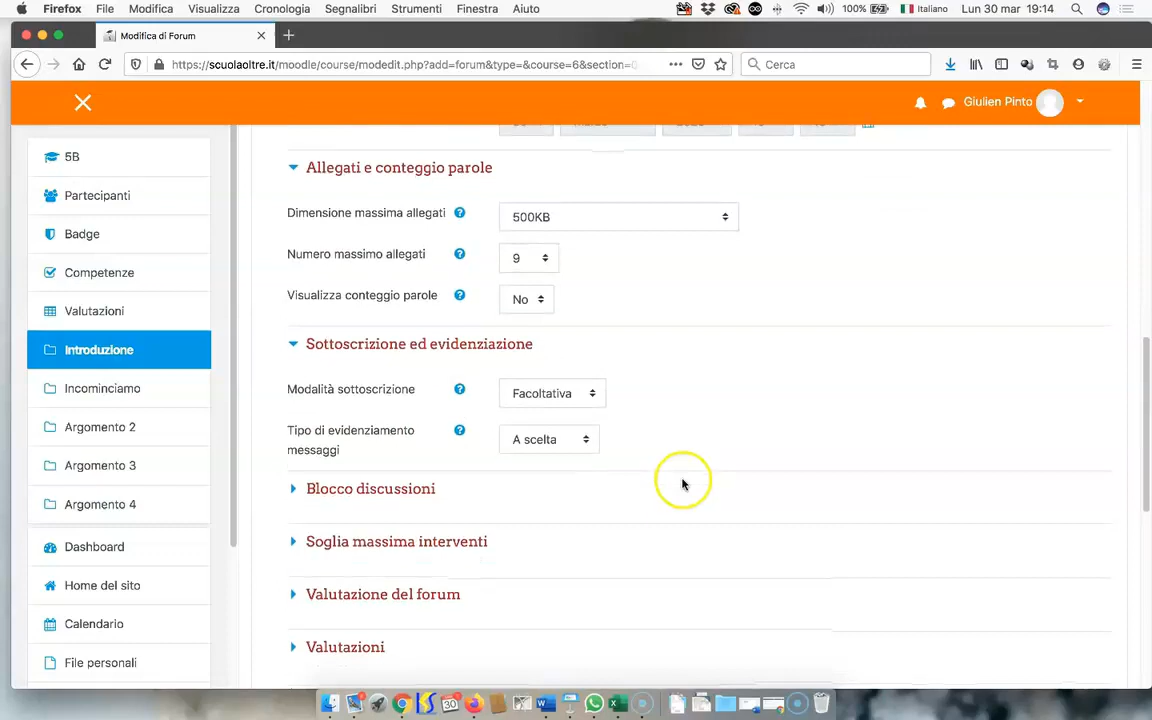 Firefox File Modifica Visualizza Cronologia Segnalibri Strumenti Finestra Aiuto 100% Italiano Lun 30 mar 19:14
Modifica di Forum
https://scuolaoltre.it/moodle/course/modedit.php?add=forum&type=&course=6&section= Cerca
Giulien Pinto
5B
Partecipanti
Badge
Competenze
Valutazioni
Introduzione
Incominciamo
Argomento 2
Argomento 3
Argomento 4
Dashboard
Home del sito
Calendario
File personali
Allegati e conteggio parole
Dimensione massima allegati 500KB
Numero massimo allegati 9
Visualizza conteggio parole No
Sottoscrizione ed evidenziazione
Modalità sottoscrizione Facoltativa
Tipo di evidenziamento
messaggi A scelta
Blocco discussioni
Soglia massima interventi
Valutazione del forum
Valutazioni
30